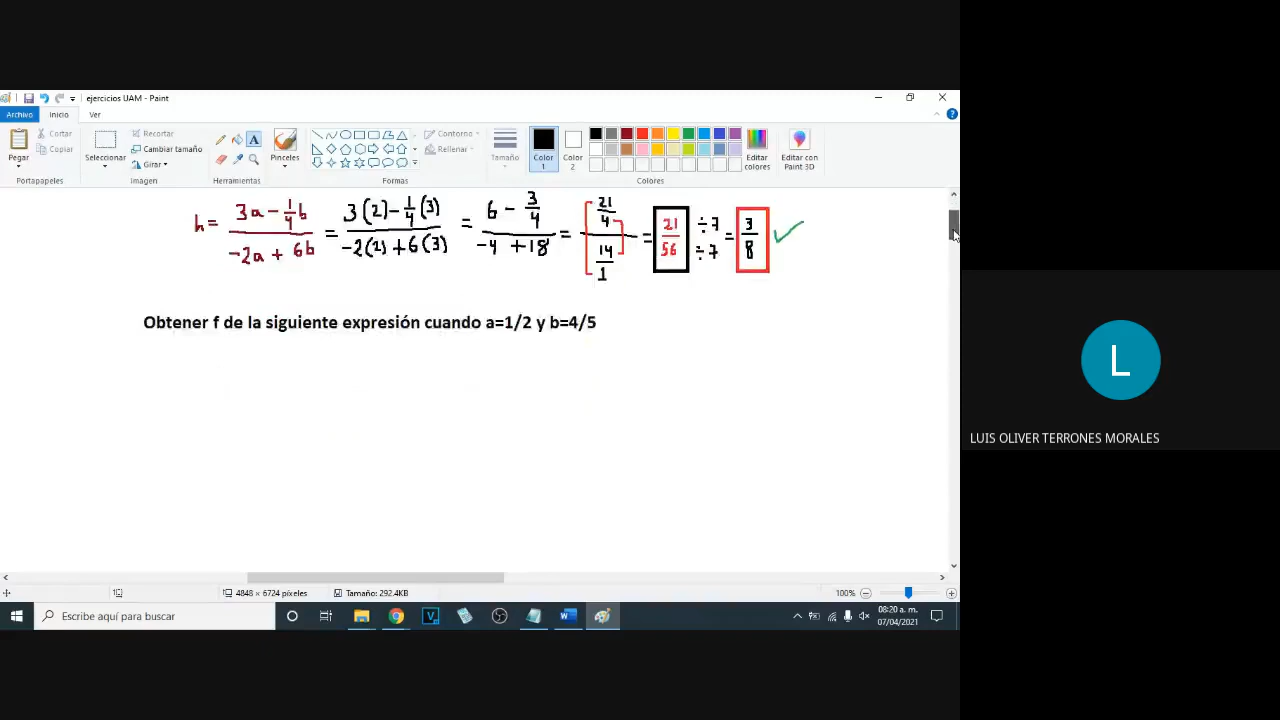 ejercicios UAM - Paint
Archivo Inicio Ver
Pegar Cortar Copiar Portapapeles
Seleccionar Recortar Cambiar tamaño Girar Imagen
A Herramientas
Pinceles
Contorno Rellenar Formas
Tamaño
Color 1 Color 2 Editar colores Editar con Paint 3D Colores
h = (3a - 1/4 b)/(-2a + 6b) = (3(2) - 1/4 (3))/(-2(2) + 6(3)) = (6 - 3/4)/(-4 + 18) = (21/4)/(14/1) = 21/56 ÷7/÷7 = 3/8 ✓
Obtener f de la siguiente expresión cuando a=1/2 y b=4/5
L
LUIS OLIVER TERRONES MORALES
4848 × 6724 píxeles Tamaño: 292.4KB 100%
Escribe aquí para buscar V 08:20 a. m.
07/04/2021